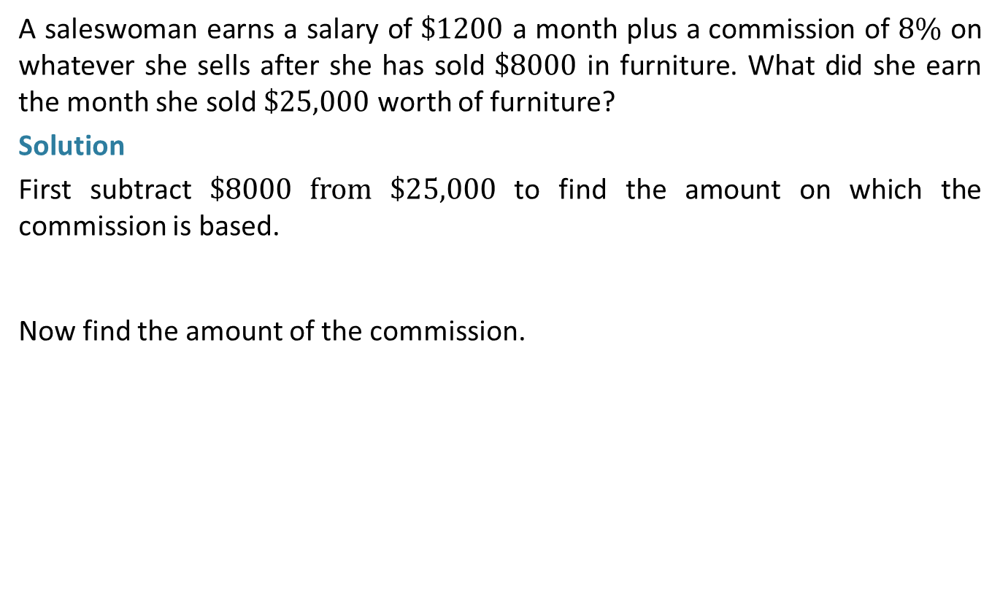 A saleswoman earns a salary of $1200 a month plus a commission of 8% on
whatever she sells after she has sold $8000 in furniture. What did she earn
the month she sold $25,000 worth of furniture?
Solution
First subtract $8000 from $25,000 to find the amount on which the
commission is based.
Now find the amount of the commission.